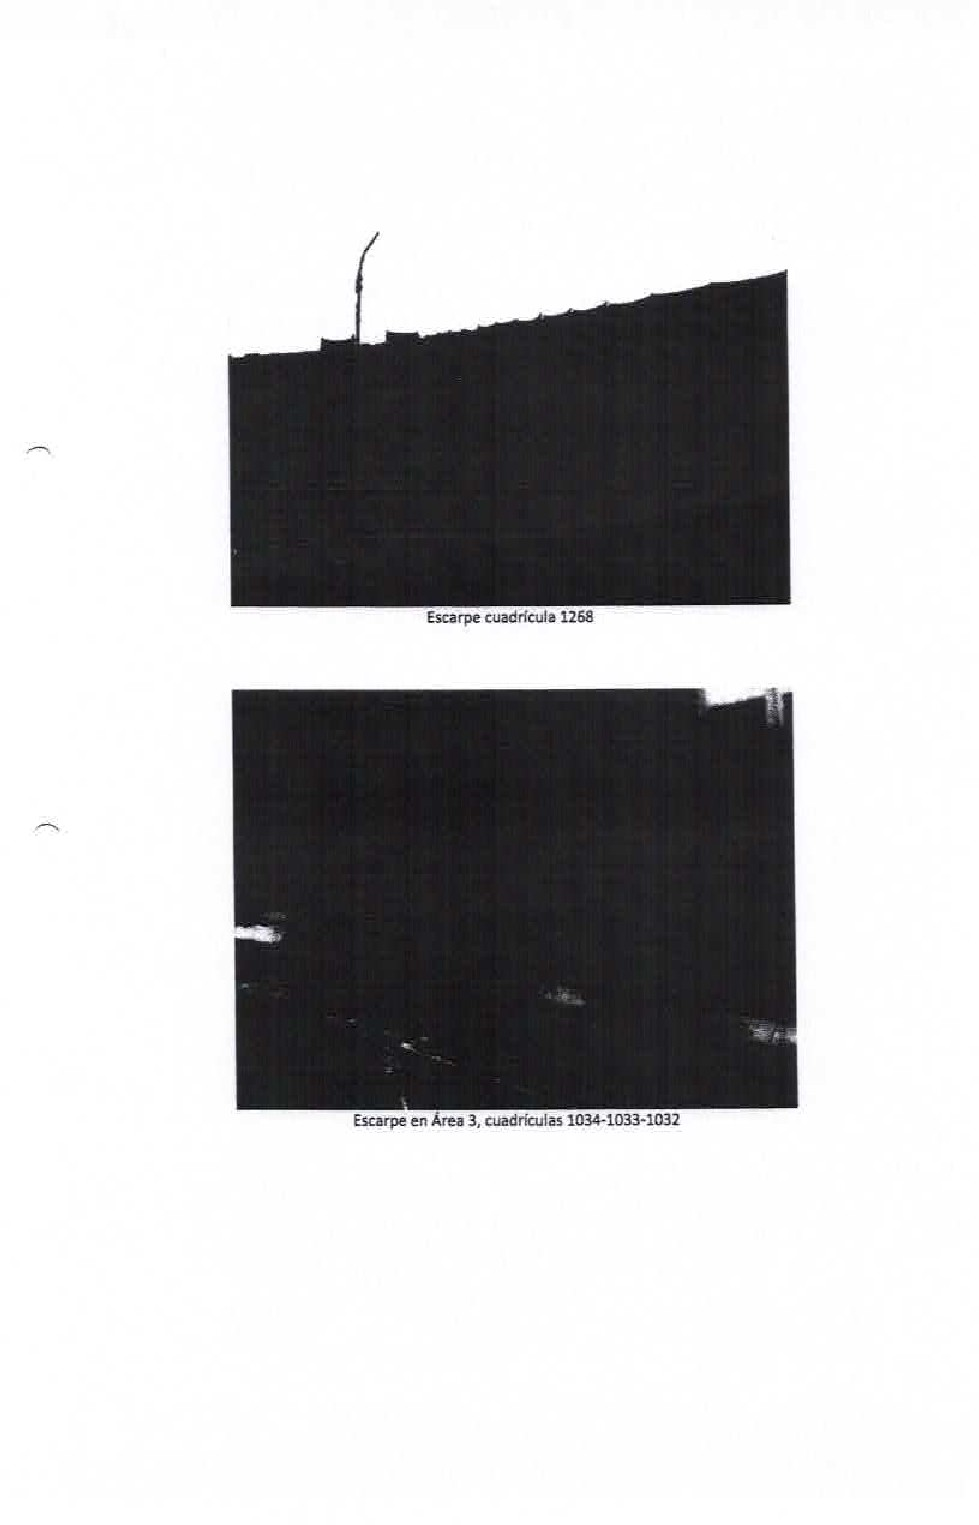 Escarpe cuadrícula 1268
Escarpe en Área 3, cuadrículas 1034-1033-1032